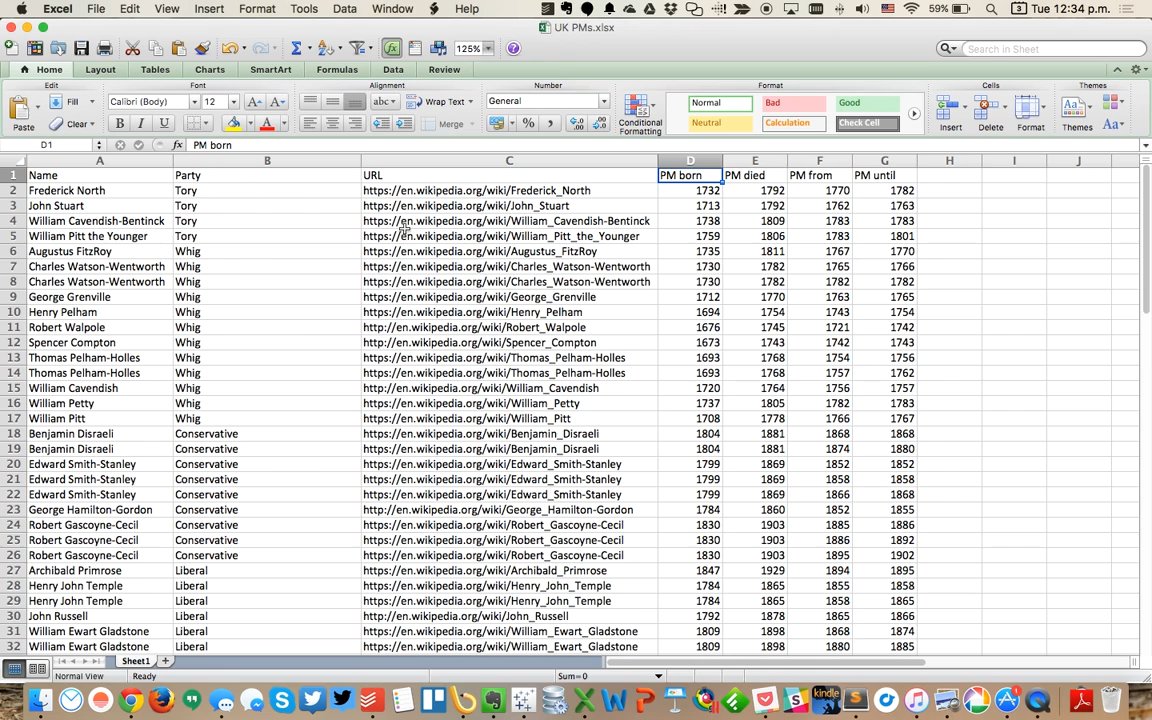 Excel File Edit View Insert Format Tools Data Window Help 59% 3 Tue 12:34 p.m.
UK PMs.xlsx
125% Search in Sheet
Home Layout Tables Charts SmartArt Formulas Data Review
Edit Font Alignment Number Format Cells Themes
Paste Fill Clear Calibri (Body) 12 abc Wrap Text Merge General % Conditional Formatting Normal Bad Good Neutral Calculation Check Cell Insert Delete Format Themes Aa
D1 fx PM born
A B C D E F G H I J
1 Name Party URL PM born PM died PM from PM until
2 Frederick North Tory https://en.wikipedia.org/wiki/Frederick_North 1732 1792 1770 1782
3 John Stuart Tory https://en.wikipedia.org/wiki/John_Stuart 1713 1792 1762 1763
4 William Cavendish-Bentinck Tory https://en.wikipedia.org/wiki/William_Cavendish-Bentinck 1738 1809 1783 1783
5 William Pitt the Younger Tory https://en.wikipedia.org/wiki/William_Pitt_the_Younger 1759 1806 1783 1801
6 Augustus FitzRoy Whig https://en.wikipedia.org/wiki/Augustus_FitzRoy 1735 1811 1767 1770
7 Charles Watson-Wentworth Whig https://en.wikipedia.org/wiki/Charles_Watson-Wentworth 1730 1782 1765 1766
8 Charles Watson-Wentworth Whig https://en.wikipedia.org/wiki/Charles_Watson-Wentworth 1730 1782 1782 1782
9 George Grenville Whig https://en.wikipedia.org/wiki/George_Grenville 1712 1770 1763 1765
10 Henry Pelham Whig https://en.wikipedia.org/wiki/Henry_Pelham 1694 1754 1743 1754
11 Robert Walpole Whig http://en.wikipedia.org/wiki/Robert_Walpole 1676 1745 1721 1742
12 Spencer Compton Whig http://en.wikipedia.org/wiki/Spencer_Compton 1673 1743 1742 1743
13 Thomas Pelham-Holles Whig https://en.wikipedia.org/wiki/Thomas_Pelham-Holles 1693 1768 1754 1756
14 Thomas Pelham-Holles Whig https://en.wikipedia.org/wiki/Thomas_Pelham-Holles 1693 1768 1757 1762
15 William Cavendish Whig http://en.wikipedia.org/wiki/William_Cavendish 1720 1764 1756 1757
16 William Petty Whig https://en.wikipedia.org/wiki/William_Petty 1737 1805 1782 1783
17 William Pitt Whig https://en.wikipedia.org/wiki/William_Pitt 1708 1778 1766 1767
18 Benjamin Disraeli Conservative https://en.wikipedia.org/wiki/Benjamin_Disraeli 1804 1881 1868 1868
19 Benjamin Disraeli Conservative https://en.wikipedia.org/wiki/Benjamin_Disraeli 1804 1881 1874 1880
20 Edward Smith-Stanley Conservative https://en.wikipedia.org/wiki/Edward_Smith-Stanley 1799 1869 1852 1852
21 Edward Smith-Stanley Conservative https://en.wikipedia.org/wiki/Edward_Smith-Stanley 1799 1869 1858 1858
22 Edward Smith-Stanley Conservative https://en.wikipedia.org/wiki/Edward_Smith-Stanley 1799 1869 1866 1868
23 George Hamilton-Gordon Conservative http://en.wikipedia.org/wiki/George_Hamilton-Gordon 1784 1860 1852 1855
24 Robert Gascoyne-Cecil Conservative https://en.wikipedia.org/wiki/Robert_Gascoyne-Cecil 1830 1903 1885 1886
25 Robert Gascoyne-Cecil Conservative https://en.wikipedia.org/wiki/Robert_Gascoyne-Cecil 1830 1903 1886 1892
26 Robert Gascoyne-Cecil Conservative https://en.wikipedia.org/wiki/Robert_Gascoyne-Cecil 1830 1903 1895 1902
27 Archibald Primrose Liberal https://en.wikipedia.org/wiki/Archibald_Primrose 1847 1929 1894 1895
28 Henry John Temple Liberal https://en.wikipedia.org/wiki/Henry_John_Temple 1784 1865 1855 1858
29 Henry John Temple Liberal https://en.wikipedia.org/wiki/Henry_John_Temple 1784 1865 1858 1865
30 John Russell Liberal https://en.wikipedia.org/wiki/John_Russell 1792 1878 1865 1866
31 William Ewart Gladstone Liberal https://en.wikipedia.org/wiki/William_Ewart_Gladstone 1809 1898 1868 1874
32 William Ewart Gladstone Liberal https://en.wikipedia.org/wiki/William_Ewart_Gladstone 1809 1898 1880 1885
Sheet1
Normal View Ready Sum=0
kindle